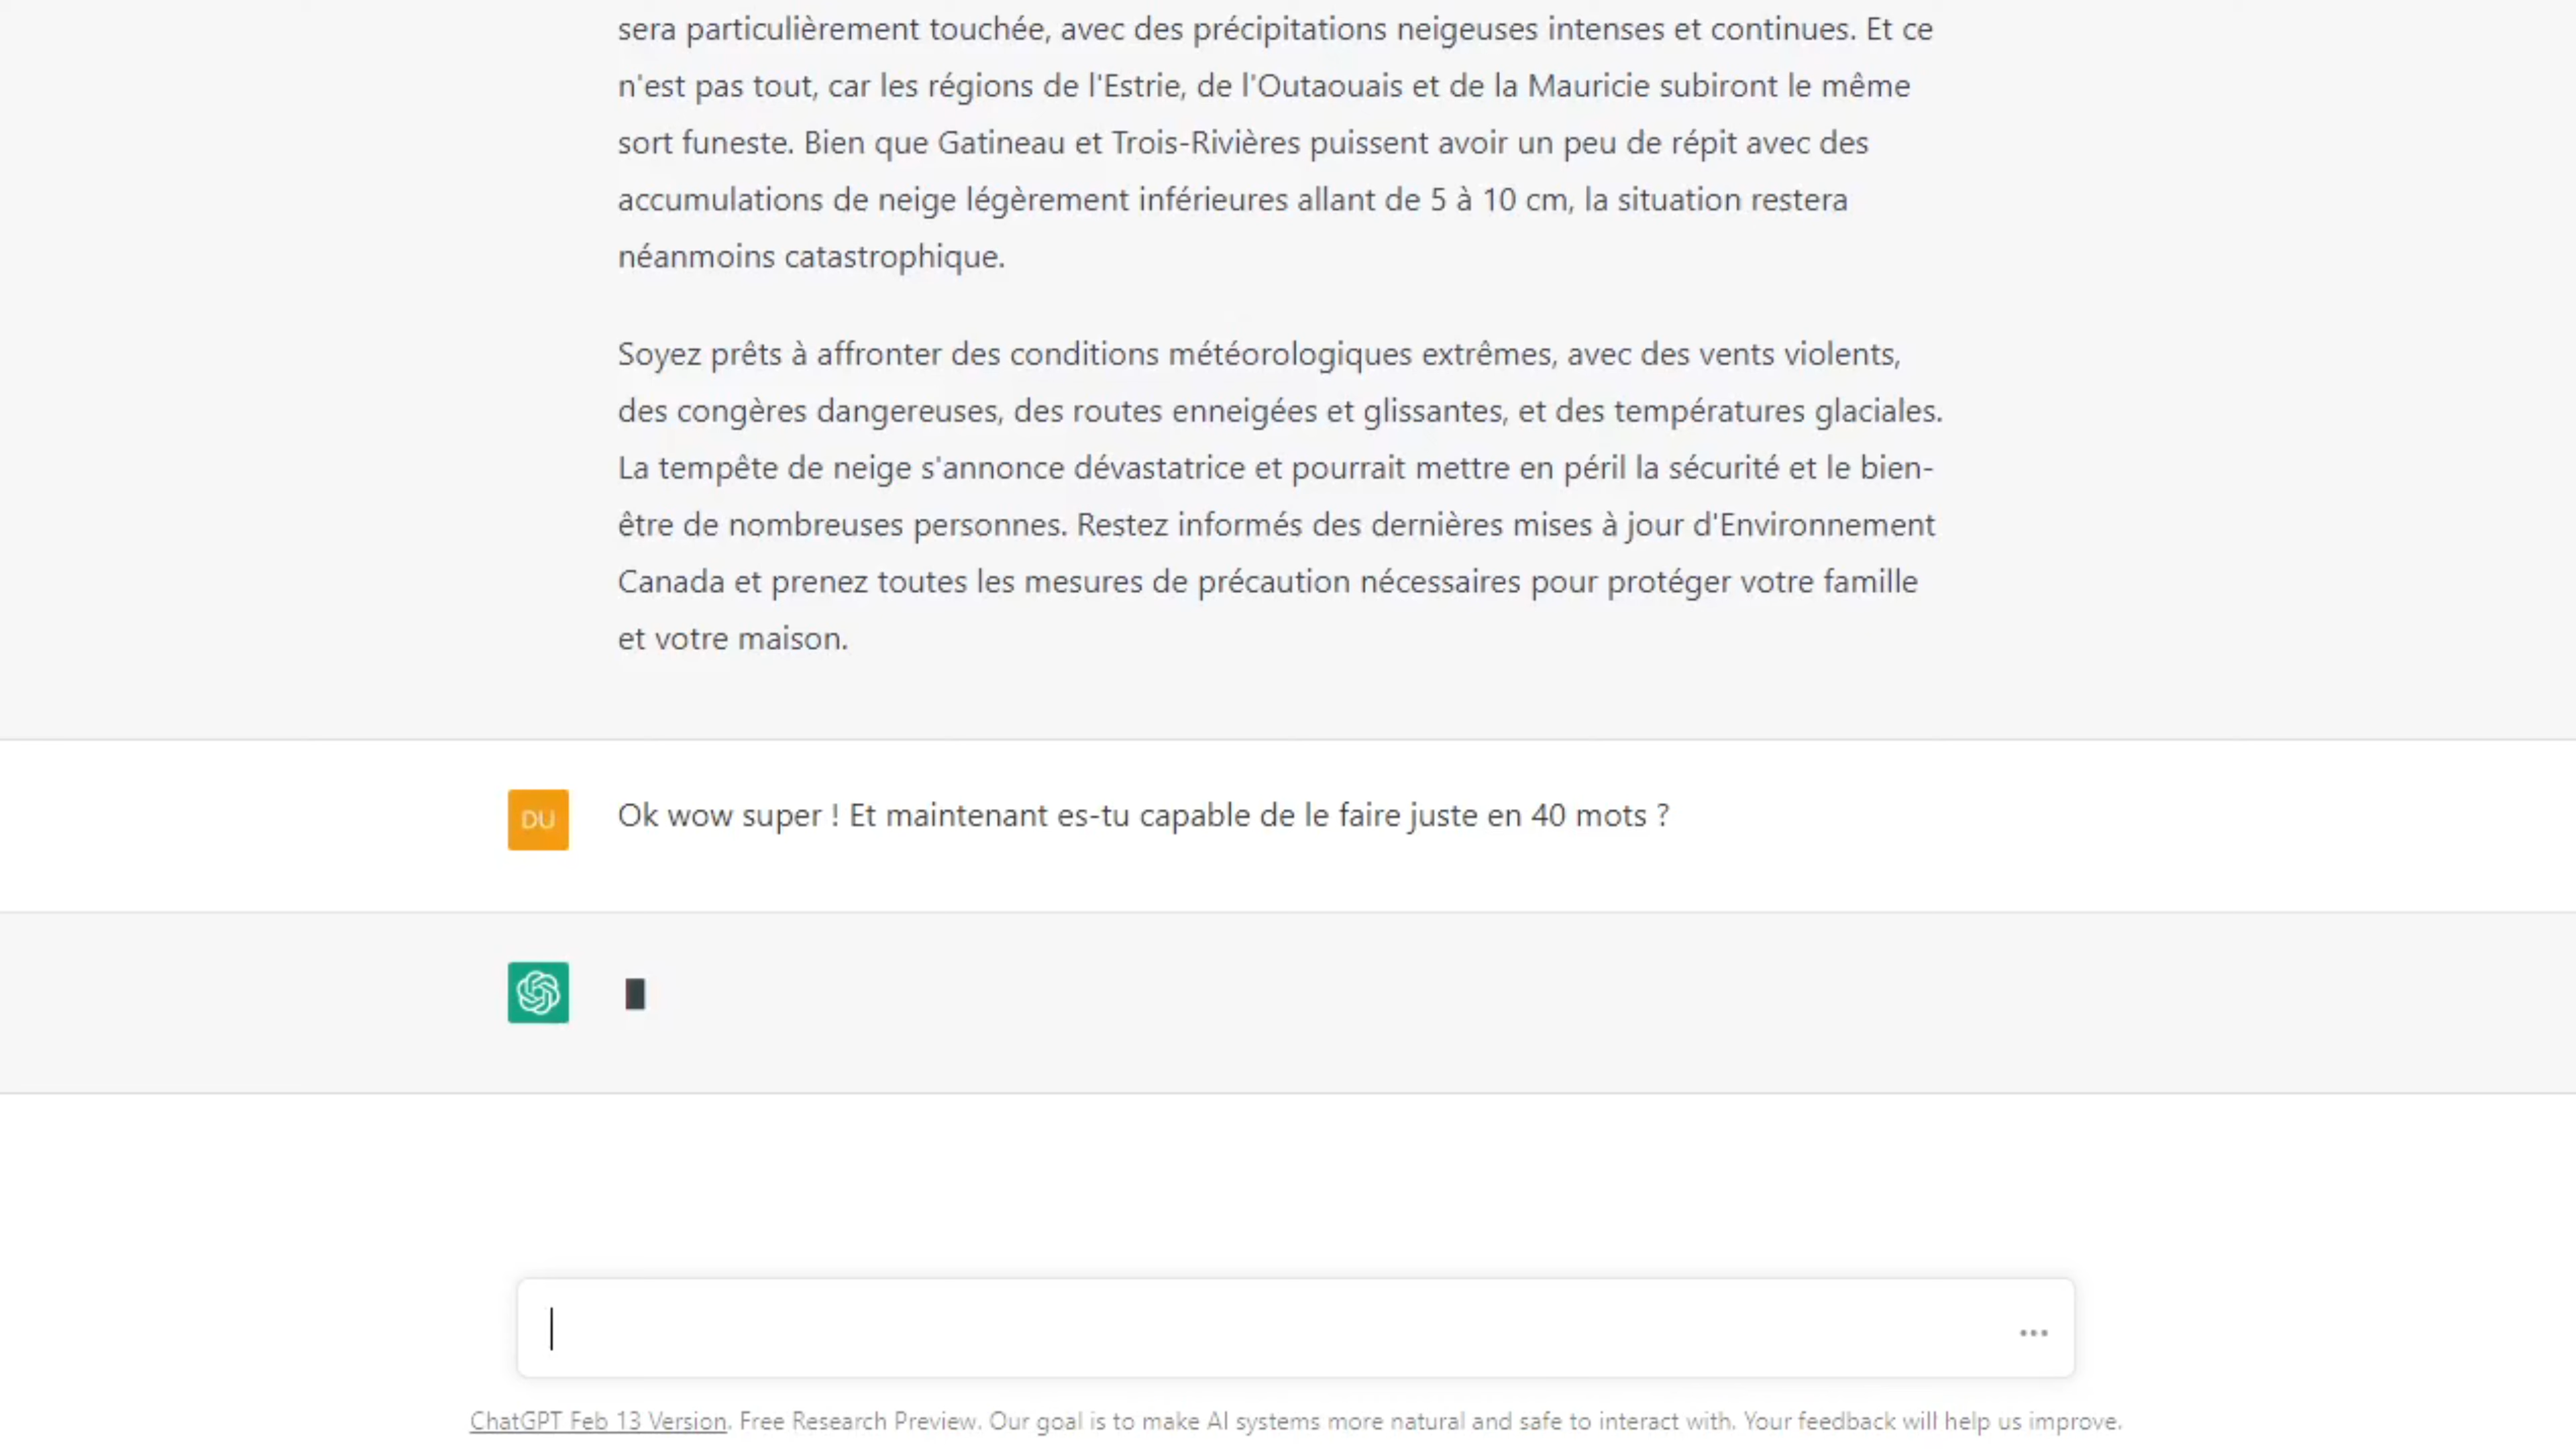 sera particulièrement touchée, avec des précipitations neigeuses intenses et continues. Et ce
n'est pas tout, car les régions de l'Estrie, de l'Outaouais et de la Mauricie subiront le même
sort funeste. Bien que Gatineau et Trois-Rivières puissent avoir un peu de répit avec des
accumulations de neige légèrement inférieures allant de 5 à 10 cm, la situation restera
néanmoins catastrophique.
Soyez prêts à affronter des conditions météorologiques extrêmes, avec des vents violents,
des congères dangereuses, des routes enneigées et glissantes, et des températures glaciales.
La tempête de neige s'annonce dévastatrice et pourrait mettre en péril la sécurité et le bien-
être de nombreuses personnes. Restez informés des dernières mises à jour d'Environnement
Canada et prenez toutes les mesures de précaution nécessaires pour protéger votre famille
et votre maison.
DU
Ok wow super ! Et maintenant es-tu capable de le faire juste en 40 mots ?
ChatGPT Feb 13 Version. Free Research Preview. Our goal is to make AI systems more natural and safe to interact with. Your feedback will help us improve.